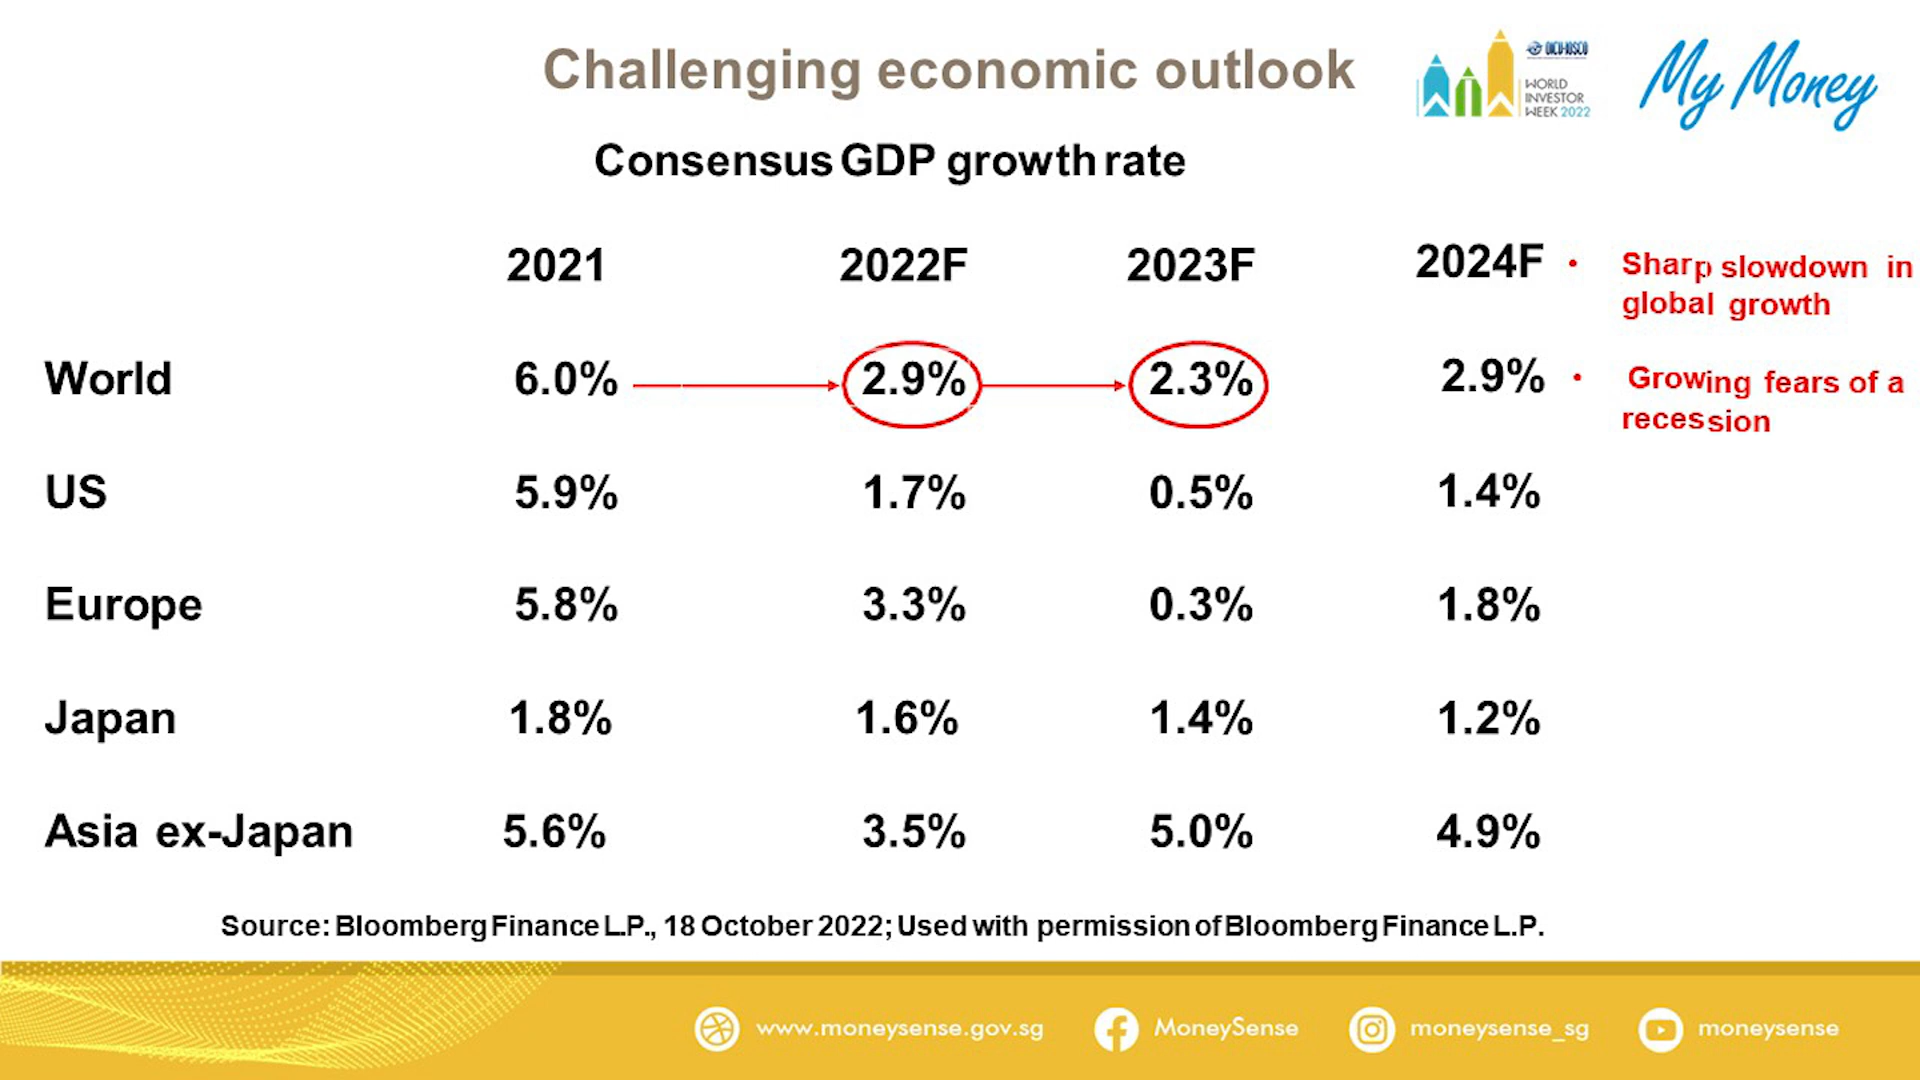 Challenging economic outlook
OICU-IOSCO
WORLD
INVESTOR
WEEK 2022
My Money
Consensus GDP growth rate
2021 2022F 2023F 2024F
• Sharp slowdown in
global growth
World 6.0% 2.9% 2.3% 2.9%
• Growing fears of a
recession
US 5.9% 1.7% 0.5% 1.4%
Europe 5.8% 3.3% 0.3% 1.8%
Japan 1.8% 1.6% 1.4% 1.2%
Asia ex-Japan 5.6% 3.5% 5.0% 4.9%
Source: Bloomberg Finance L.P., 18 October 2022; Used with permission of Bloomberg Finance L.P.
www.moneysense.gov.sg MoneySense moneysense_sg moneysense